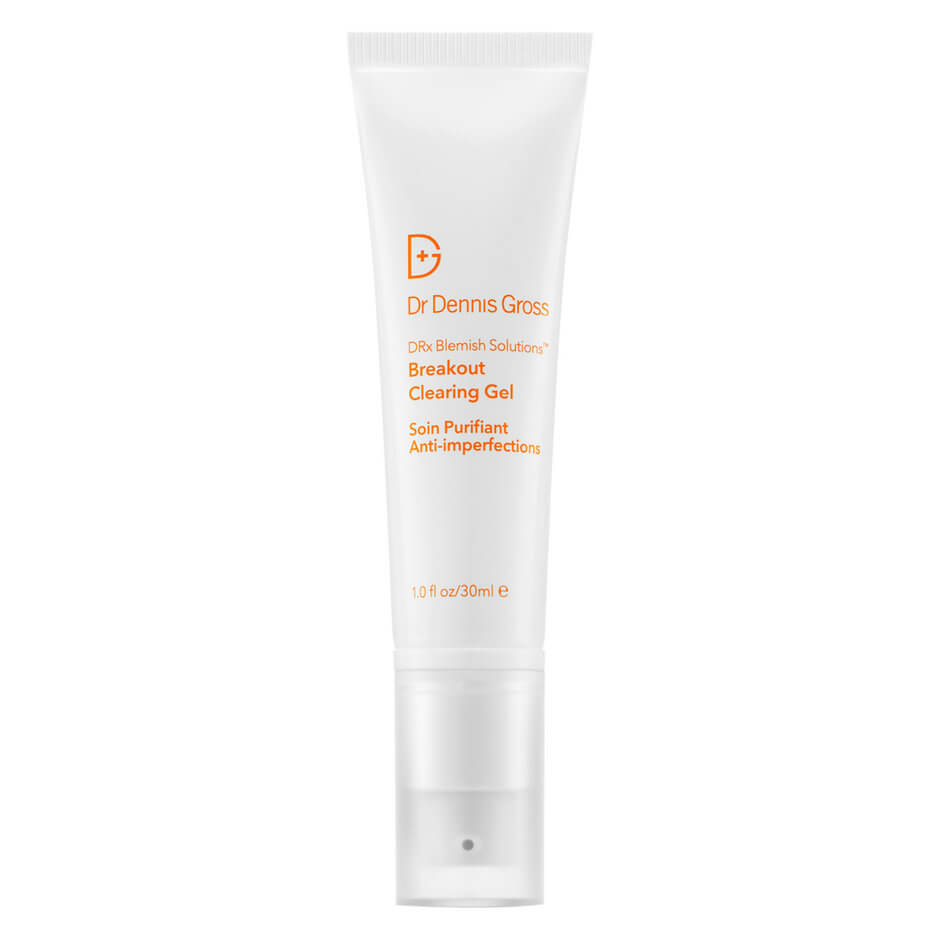 Dr Dennis Gross
DRx Blemish Solutions™
Breakout
Clearing Gel
Soin Purifiant
Anti-imperfections
1.0 fl oz/30ml ℮